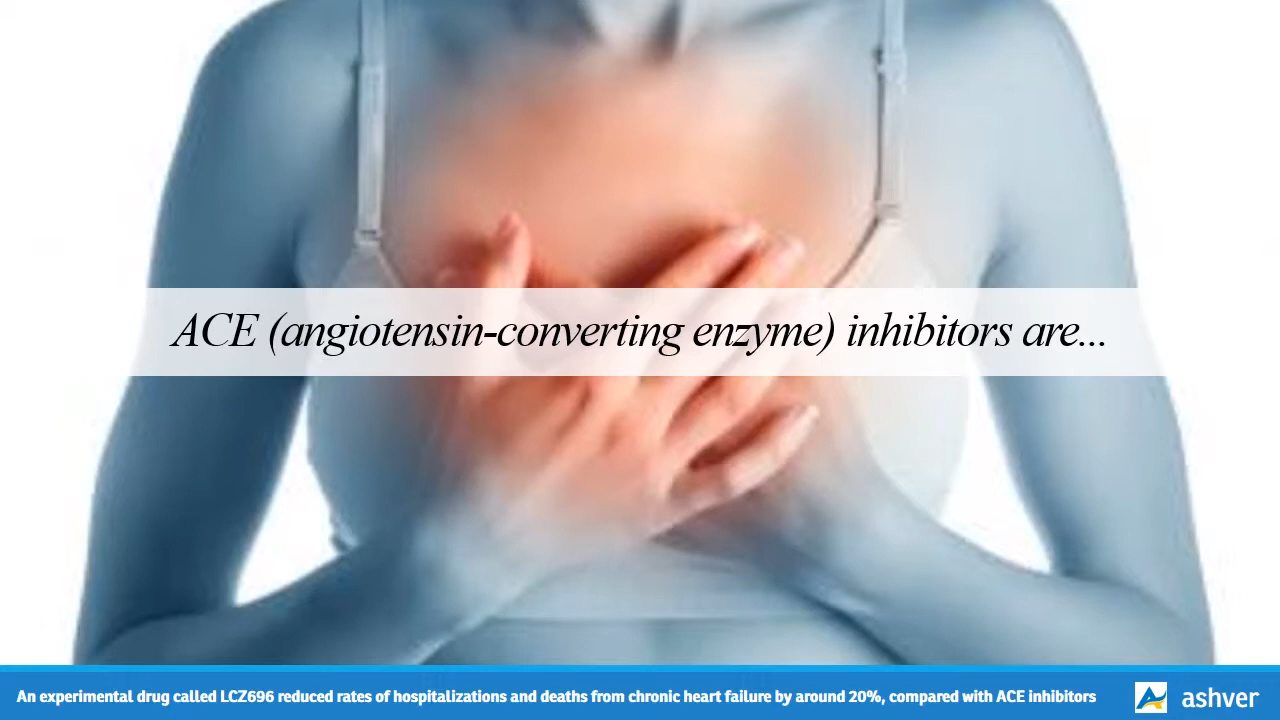 ACE (angiotensin-converting enzyme) inhibitors are...
An experimental drug called LCZ696 reduced rates of hospitalizations and deaths from chronic heart failure by around 20%, compared with ACE inhibitors
ashver